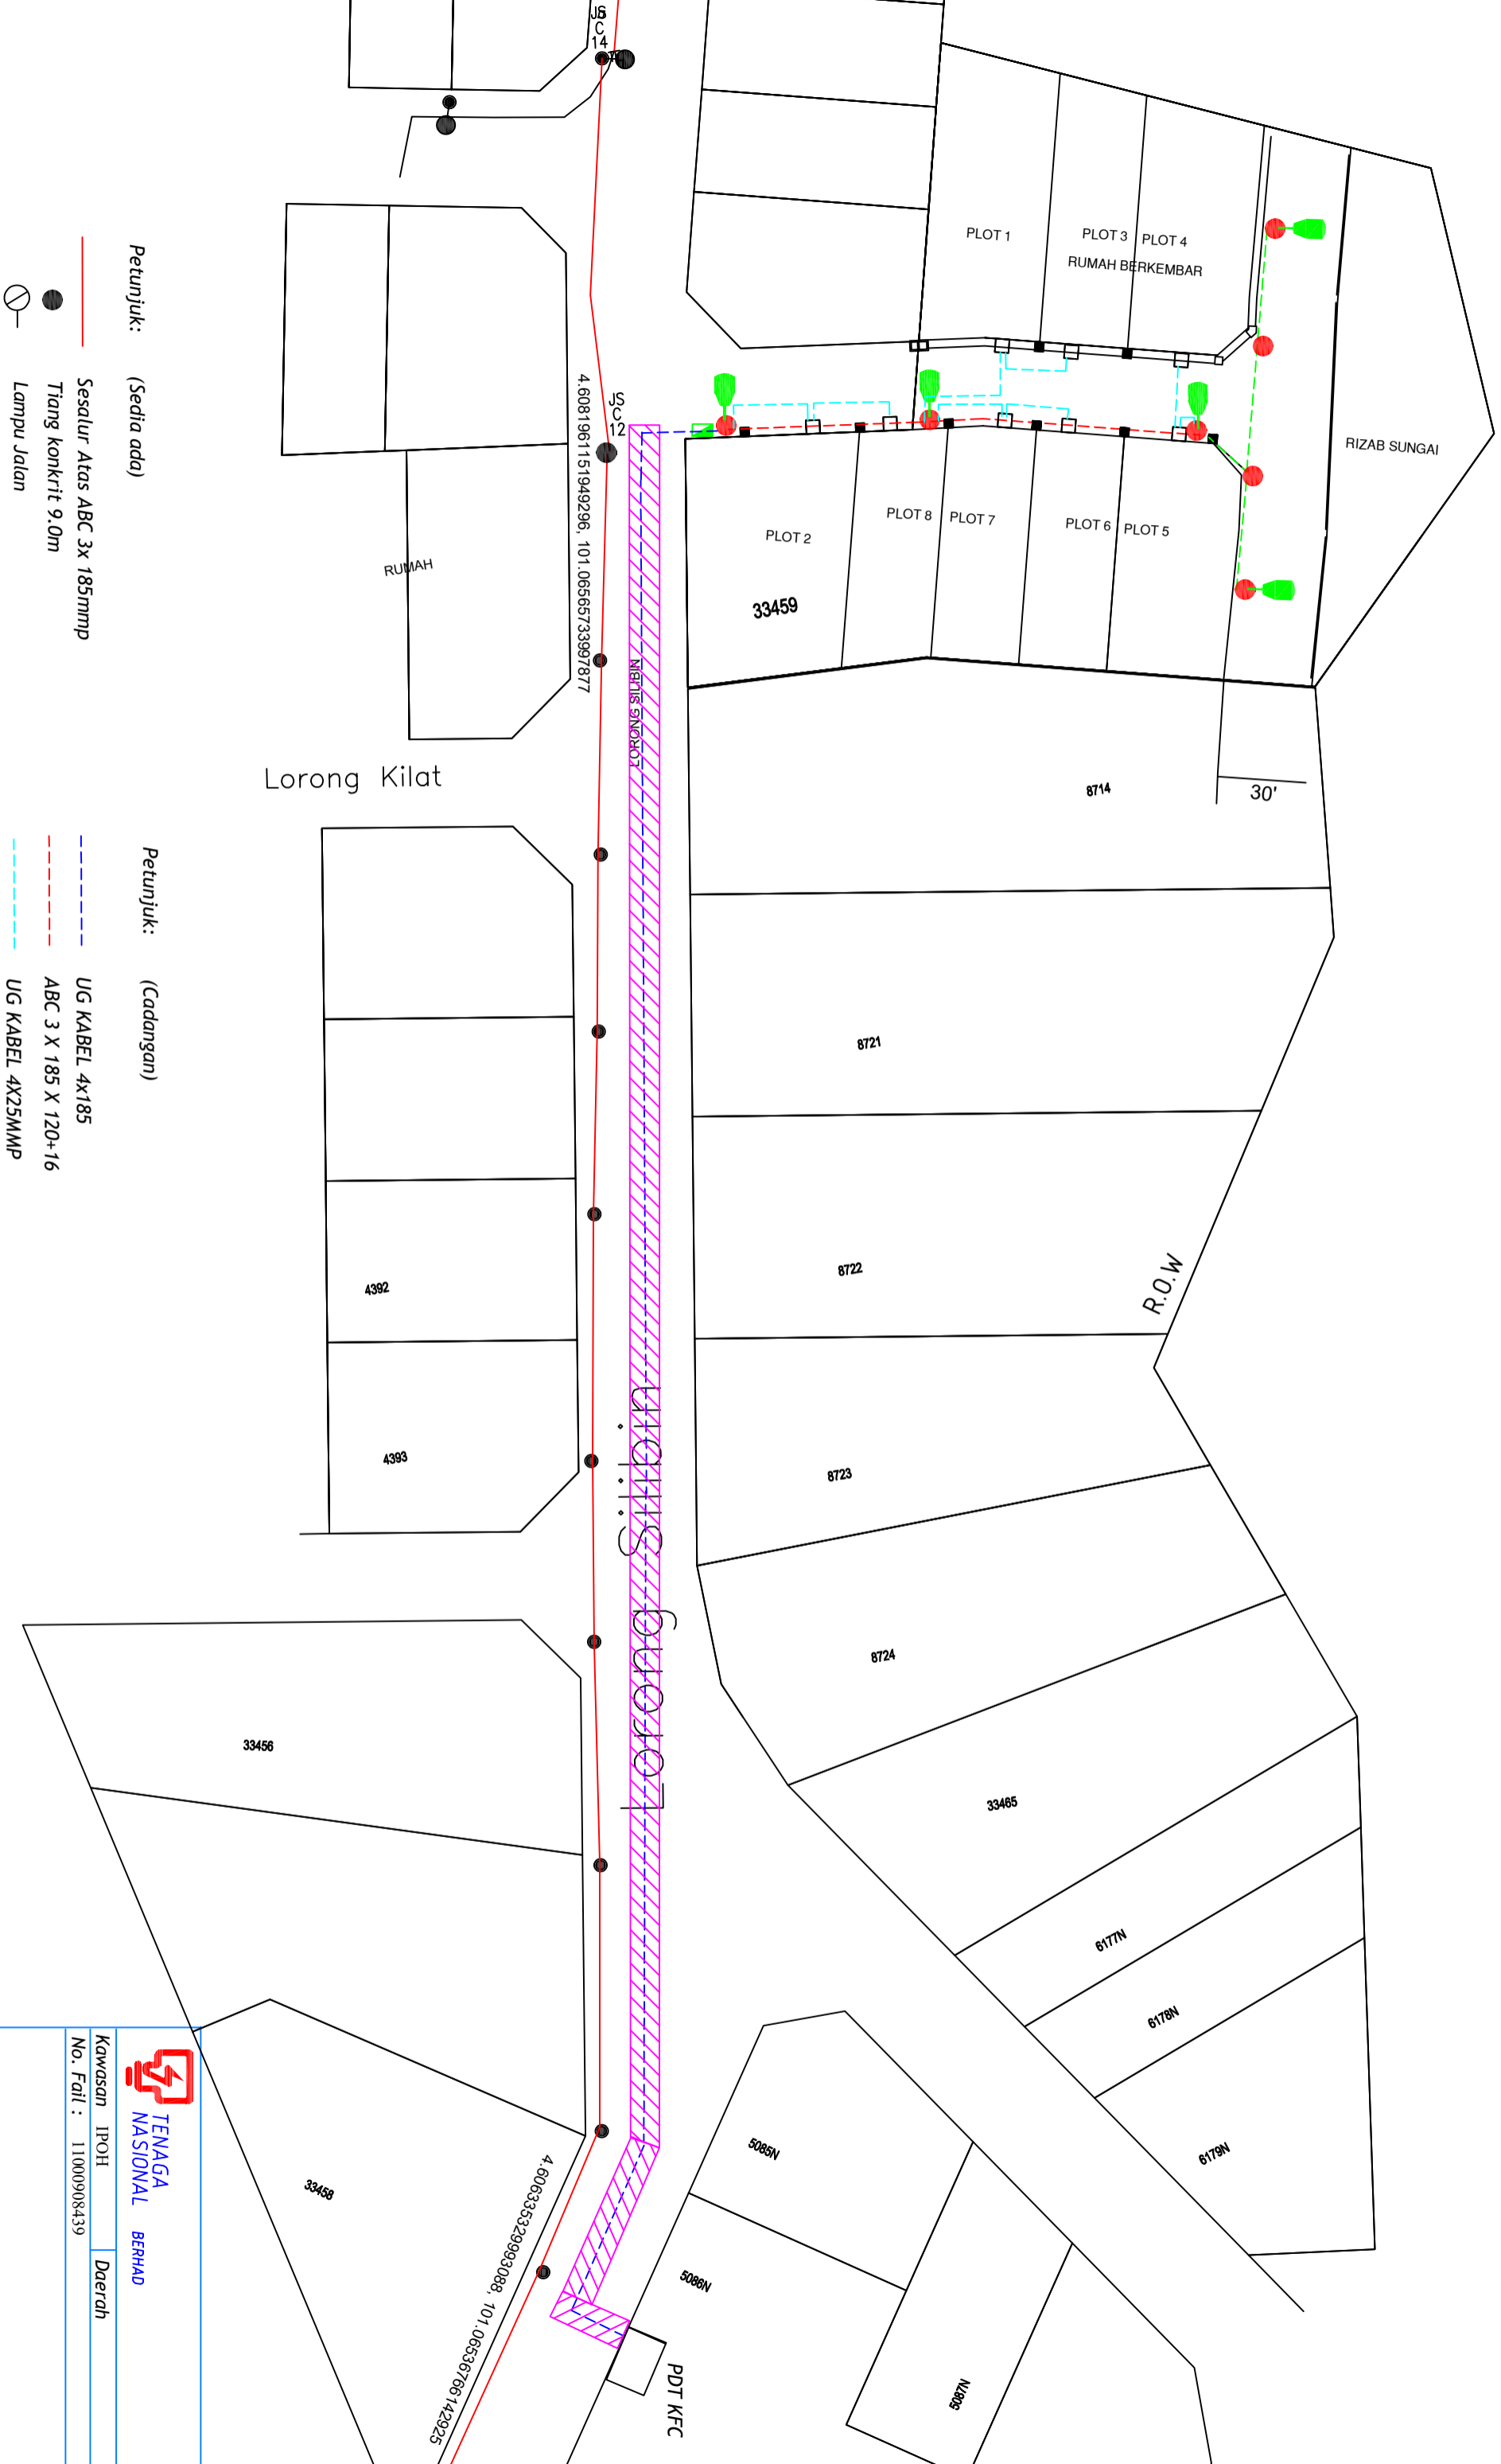 JS
C
14
PLOT 1
PLOT 3
PLOT 4
RUMAH BERKEMBAR
RIZAB SUNGAI
JS
C
12
4.608196115194929​6, 101.06565733997877
PLOT 2
PLOT 8
PLOT 7
PLOT 6
PLOT 5
33459
RUMAH
LORONG SILIBIN
Lorong Kilat
30'
8714
8721
8722
8723
8724
33465
6177N
6178N
6179N
R.O.W
4392
4393
Lorong Silibin
33456
33458
5085N
5086N
5087N
4.606335329993088, 101.06536766142925
PDT KFC
Petunjuk: (Sedia ada)
Sesalur Atas ABC 3x 185mmp
Tiang konkrit 9.0m
Lampu Jalan
Petunjuk: (Cadangan)
UG KABEL 4x185
ABC 3 X 185 X 120+16
UG KABEL 4X25MMP
TENAGA
NASIONAL BERHAD
Kawasan IPOH Daerah
No. Fail : 11000908439